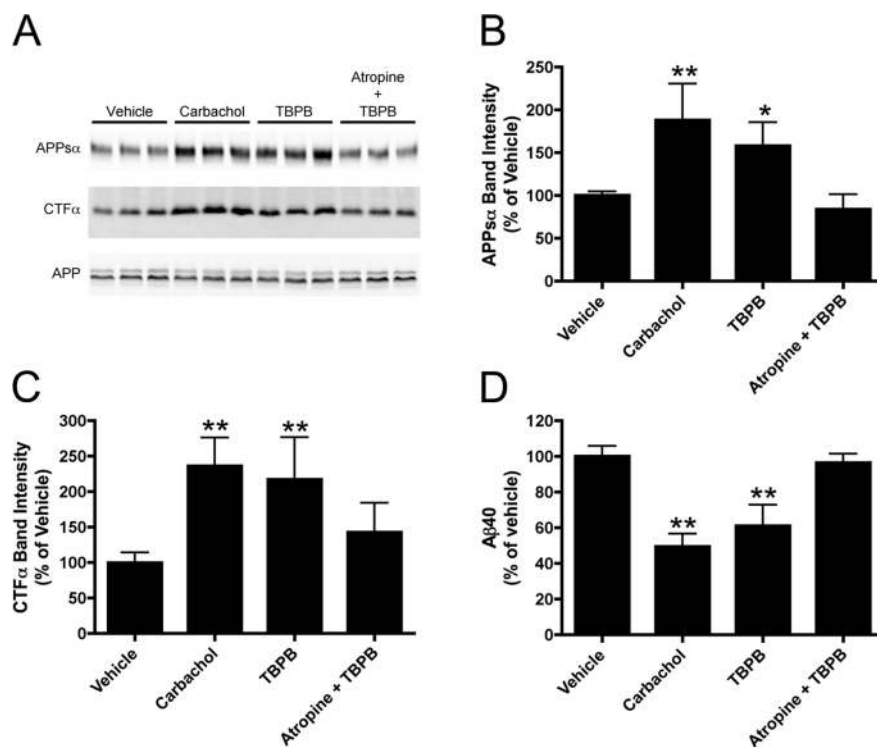 A
Vehicle Carbachol TBPB Atropine
+
TBPB
APPsα
CTFα
APP
B
APPsα Band Intensity
(% of Vehicle)
250
200
150
100
50
0
**
*
Vehicle
Carbachol
TBPB
Atropine + TBPB
C
CTFα Band Intensity
(% of Vehicle)
300
250
200
150
100
50
0
**
**
Vehicle
Carbachol
TBPB
Atropine + TBPB
D
Aβ40
(% of vehicle)
120
100
80
60
40
20
0
**
**
Vehicle
Carbachol
TBPB
Atropine + TBPB